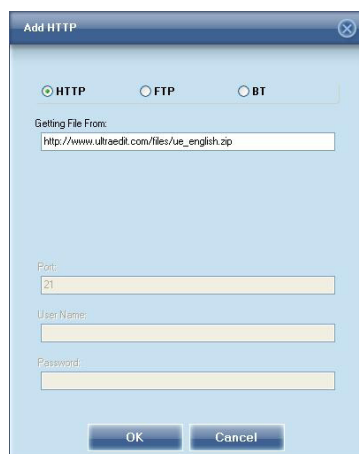 Add HTTP
HTTP FTP BT
Getting File From:
http://www.ultraedit.com/files/ue_english.zip
Port:
21
User Name:
Password:
OK Cancel